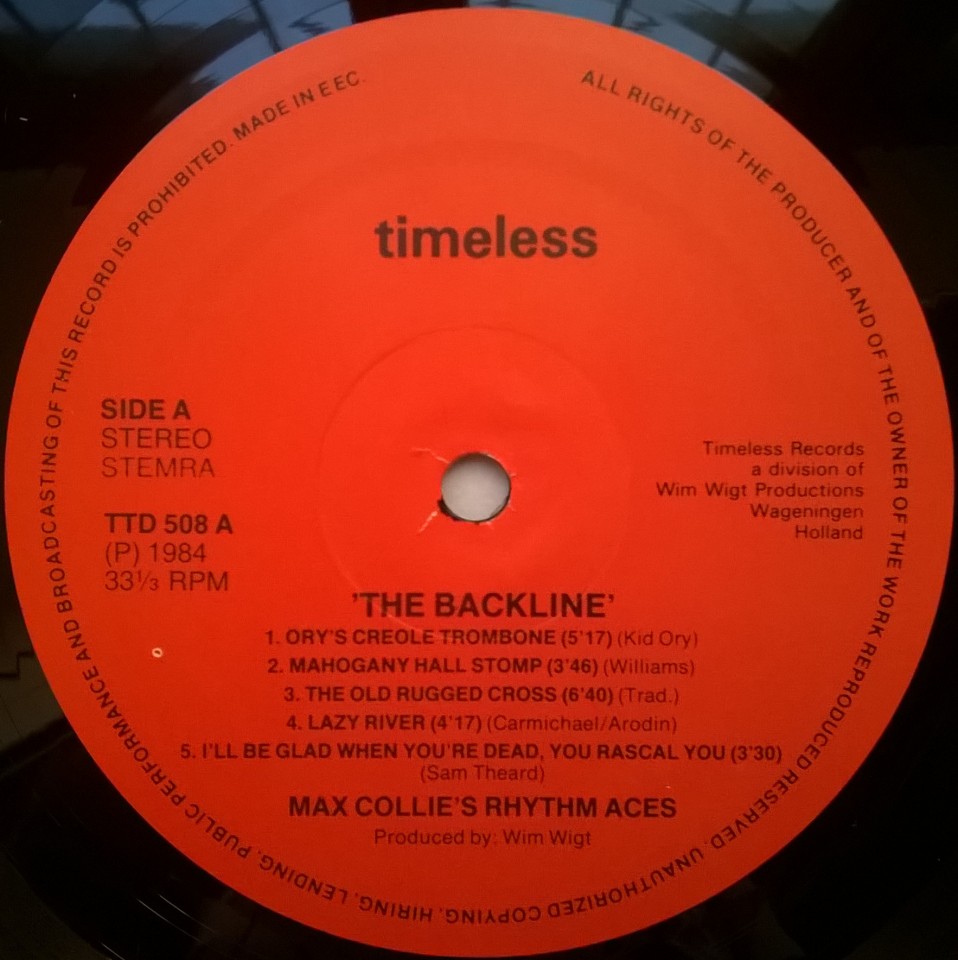 ALL RIGHTS OF THE PRODUCER AND OF THE OWNER OF THE WORK REPRODUCED RESERVED. UNAUTHORIZED COPYING, HIRING, LENDING, PUBLIC PERFORMANCE AND BROADCASTING OF THIS RECORD IS PROHIBITED. MADE IN EEC.
timeless
SIDE A
STEREO
STEMRA
TTD 508 A
(P) 1984
33⅓ RPM
Timeless Records
a division of
Wim Wigt Productions
Wageningen
Holland
'THE BACKLINE'
1. ORY'S CREOLE TROMBONE (5'17) (Kid Ory)
2. MAHOGANY HALL STOMP (3'46) (Williams)
3. THE OLD RUGGED CROSS (6'40) (Trad.)
4. LAZY RIVER (4'17) (Carmichael/Arodin)
5. I'LL BE GLAD WHEN YOU'RE DEAD, YOU RASCAL YOU (3'30)
(Sam Theard)
MAX COLLIE'S RHYTHM ACES
Produced by: Wim Wigt